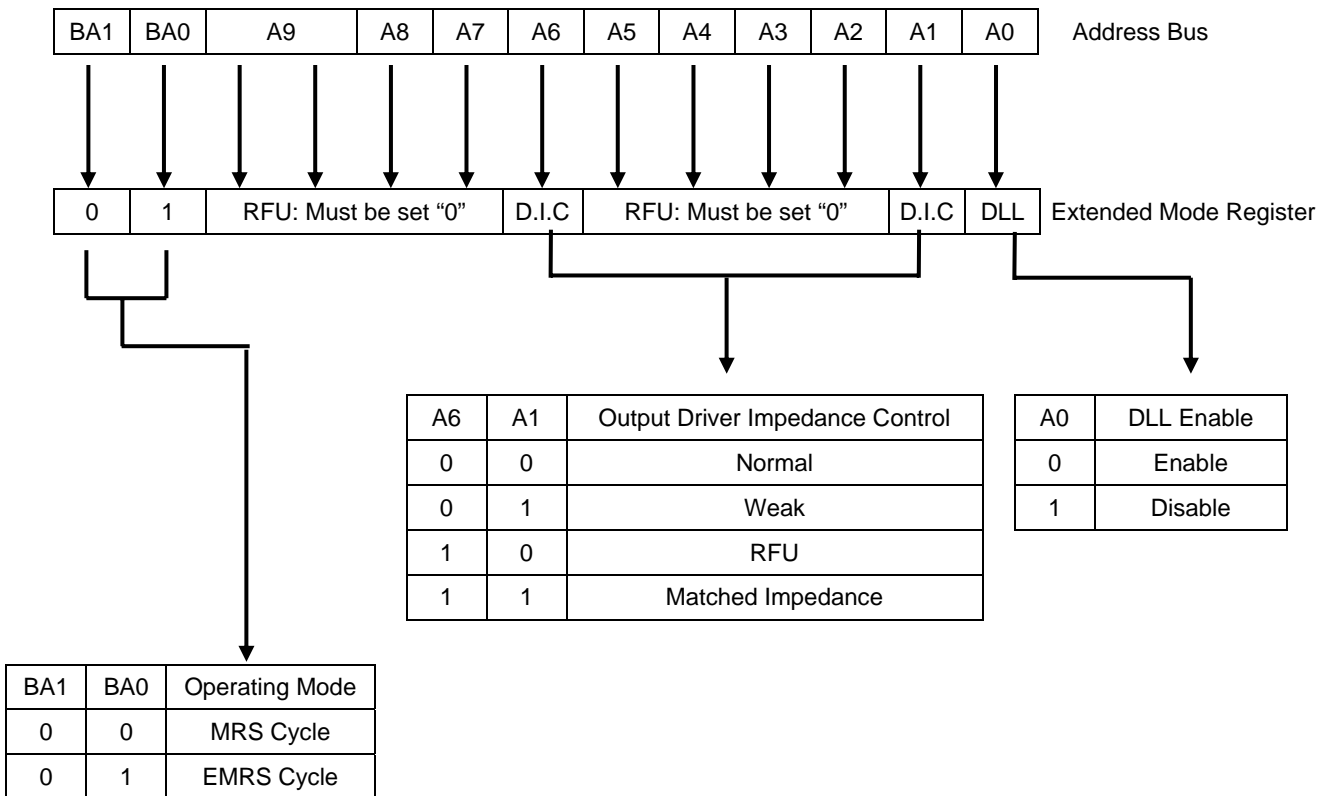 BA1 BA0 A9 A8 A7 A6 A5 A4 A3 A2 A1 A0 Address Bus
0 1 RFU: Must be set “0” D.I.C RFU: Must be set “0” D.I.C DLL Extended Mode Register
A6 A1 Output Driver Impedance Control
0 0 Normal
0 1 Weak
1 0 RFU
1 1 Matched Impedance
A0 DLL Enable
0 Enable
1 Disable
BA1 BA0 Operating Mode
0 0 MRS Cycle
0 1 EMRS Cycle